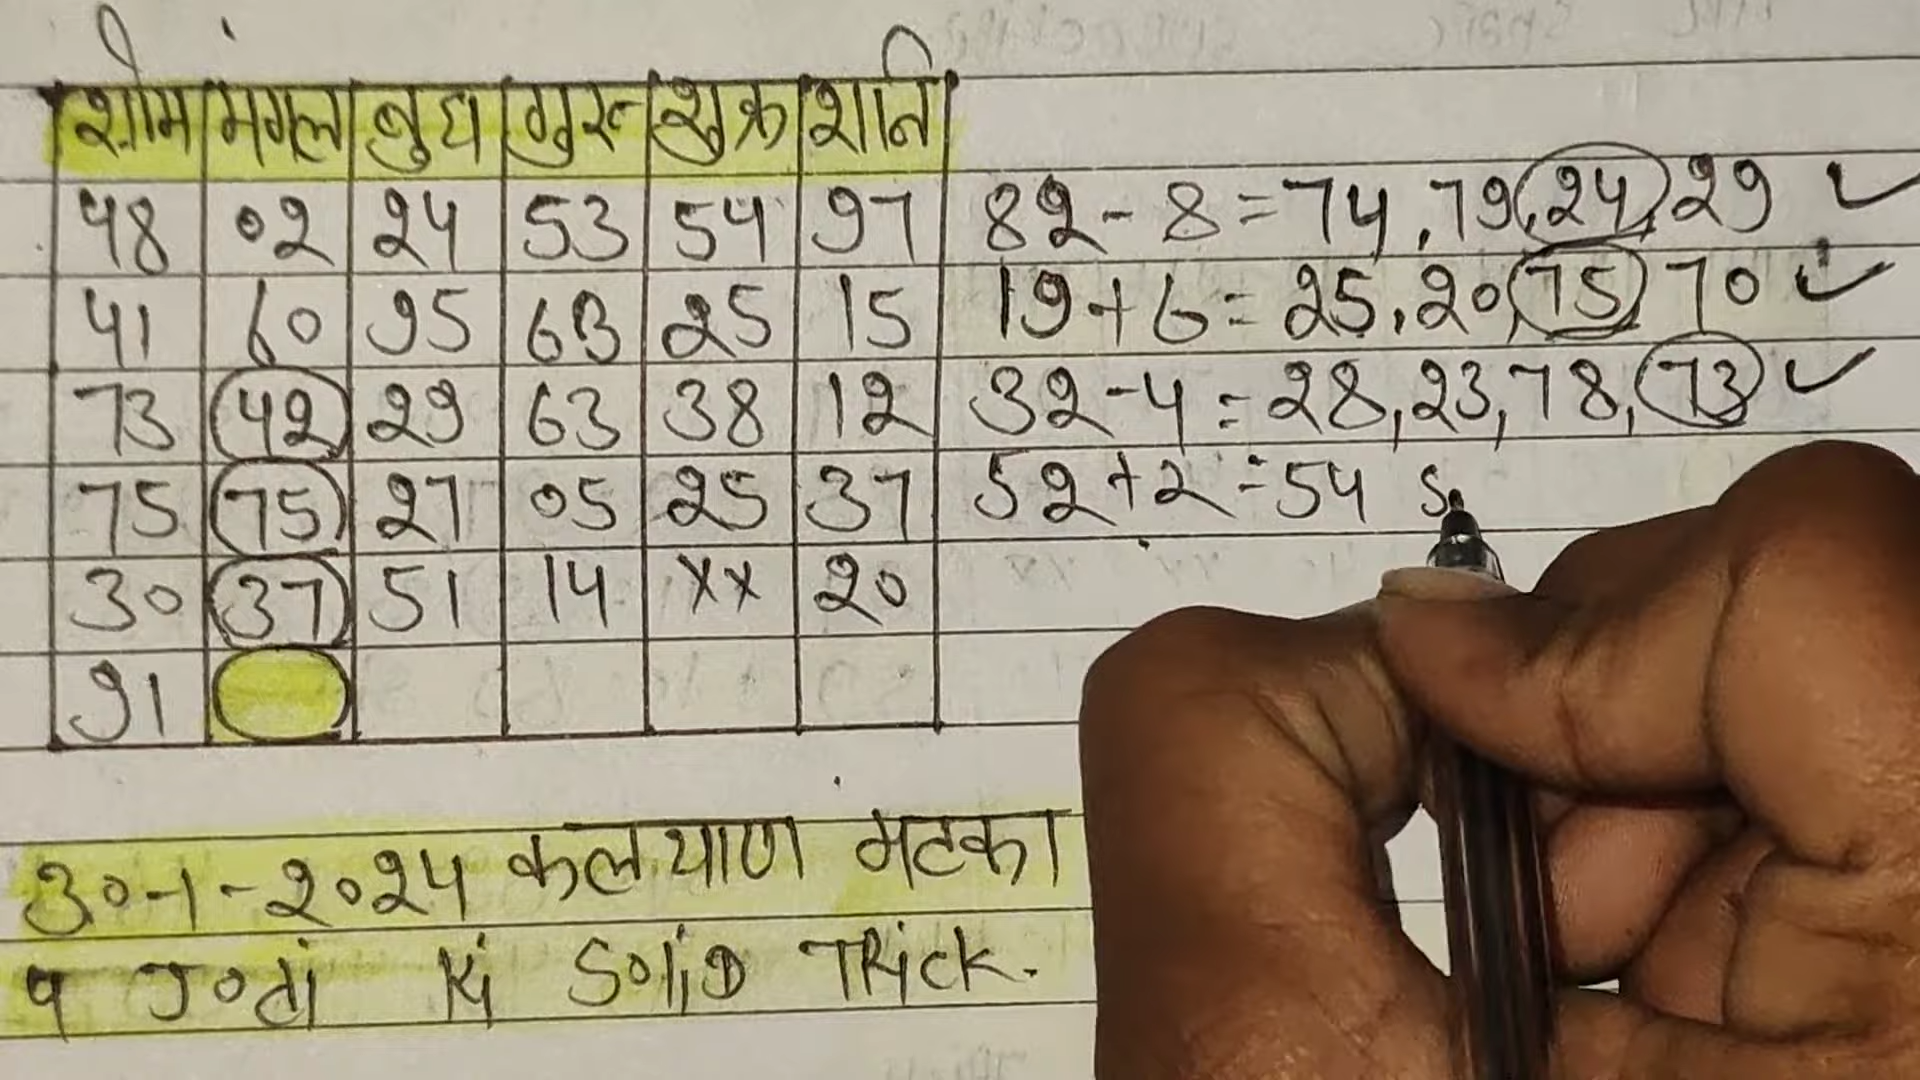 सोम मंगल बुध गुरु शुक्र शनि
48 02 24 53 54 97 82 - 8 = 74, 79, 24, 29 ✓
41 60 95 63 25 15 19 + 6 = 25, 20, 75 70 ✓
73 42 29 63 38 12 32 - 4 = 28, 23, 78, 73 ✓
75 75 27 05 25 37 52 + 2 = 54 5
30 37 51 14 xx 20
91
30-1-2024 कलयाण मटका
4 Jodi Ki SoliD TRick.